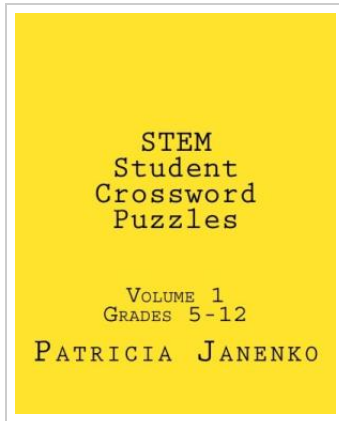 STEM
Student
Crossword
Puzzles
Volume 1
Grades 5-12
Patricia Janenko